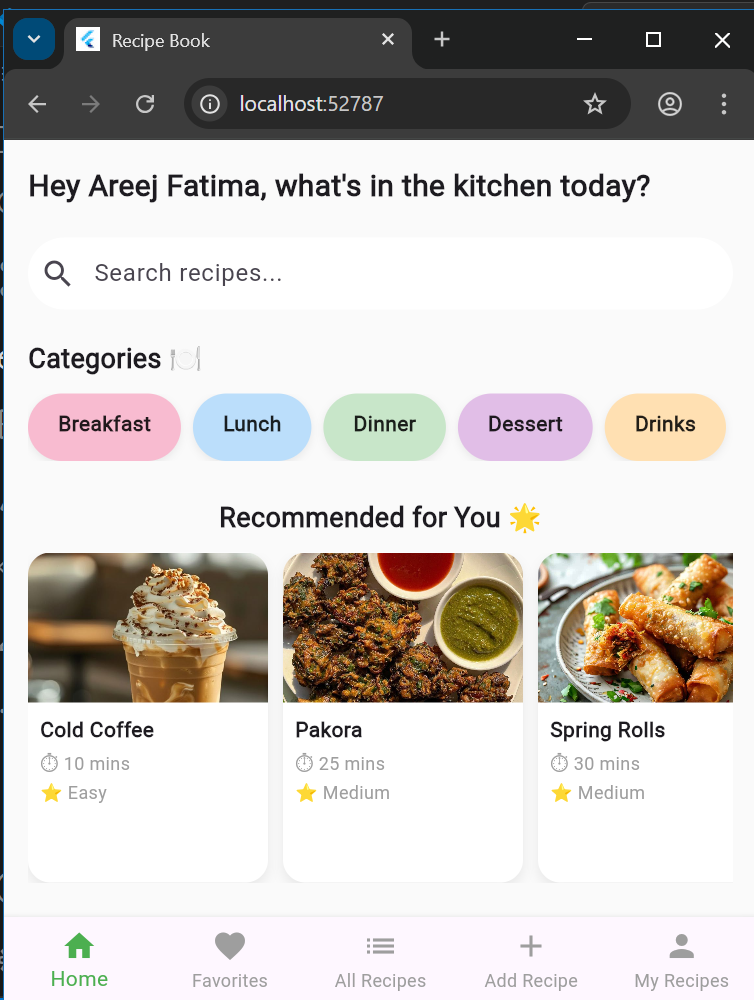 Recipe Book
localhost:52787
Hey Areej Fatima, what's in the kitchen today?
Search recipes...
Categories 🍽️
Breakfast Lunch Dinner Dessert Drinks
Recommended for You 🌟
Cold Coffee Pakora Spring Rolls
⏱ 10 mins ⏱ 25 mins ⏱ 30 mins
⭐ Easy ⭐ Medium ⭐ Medium
Home Favorites All Recipes Add Recipe My Recipes